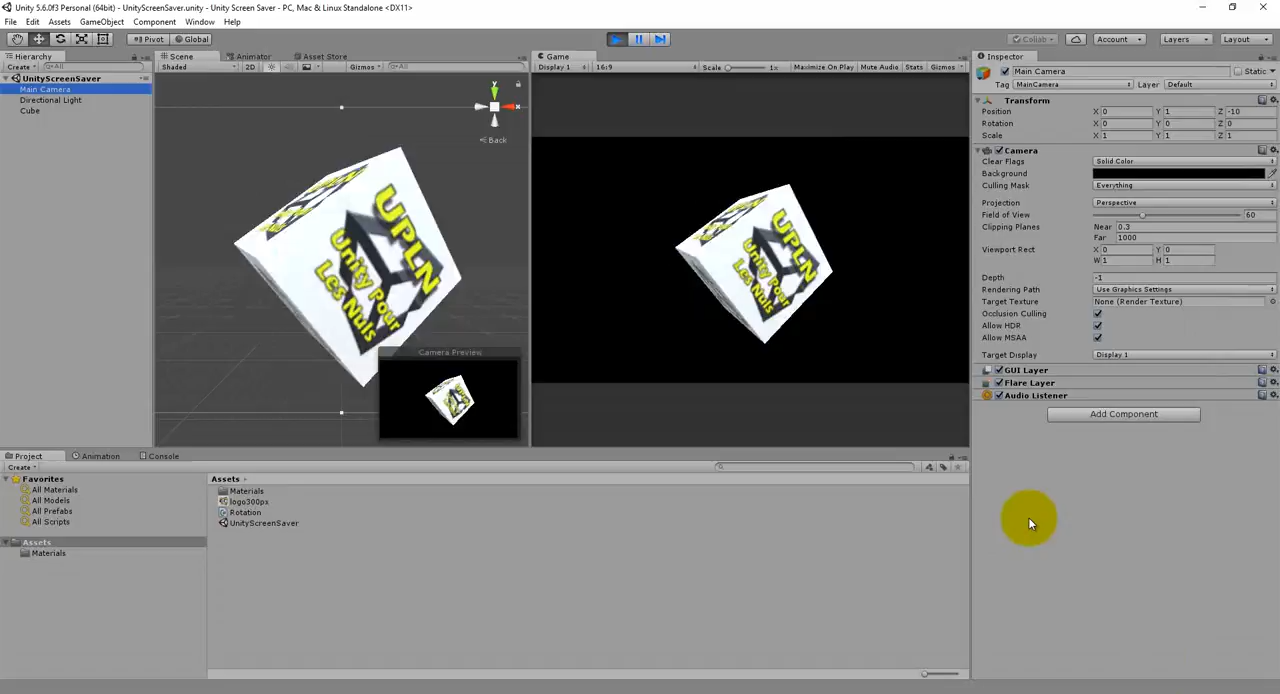 Unity 5.6.0f3 Personal (64bit) - UnityScreenSaver.unity - Unity Screen Saver - PC, Mac & Linux Standalone <DX11>
File Edit Assets GameObject Component Window Help
Pivot Global Collab Account Layers Layout
Hierarchy
Create All
UnityScreenSaver
Main Camera
Directional Light
Cube
Scene Animator Asset Store
Shaded 2D Gizmos All
y
x
Back
UPLN
Unity Pour
Les Nuls
Camera Preview
Game
Display 1 16:9 Scale 1x Maximize On Play Mute Audio Stats Gizmos
UPLN
Unity Pour
Les Nuls
Inspector
Main Camera Static
Tag MainCamera Layer Default
Transform
Position X 0 Y 1 Z -10
Rotation X 0 Y 0 Z 0
Scale X 1 Y 1 Z 1
Camera
Clear Flags Solid Color
Background
Culling Mask Everything
Projection Perspective
Field of View 60
Clipping Planes Near 0.3
Far 1000
Viewport Rect X 0 Y 0
W 1 H 1
Depth -1
Rendering Path Use Graphics Settings
Target Texture None (Render Texture)
Occlusion Culling
Allow HDR
Allow MSAA
Target Display Display 1
GUI Layer
Flare Layer
Audio Listener
Add Component
Project Animation Console
Create
Favorites
All Materials
All Models
All Prefabs
All Scripts
Assets
Materials
Assets
Materials
logo300px
Rotation
UnityScreenSaver